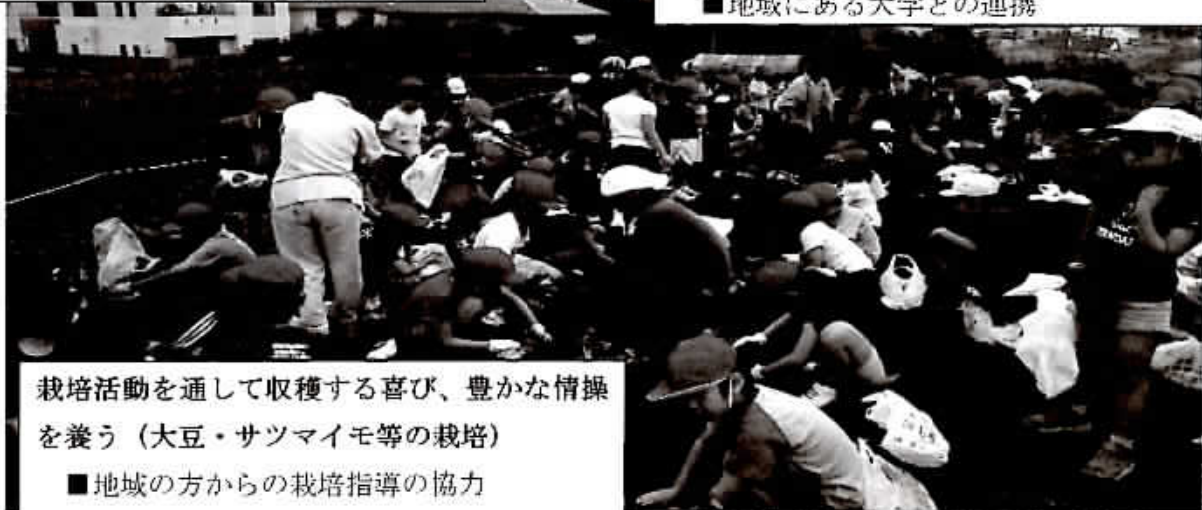 ■地域にある大学との連携
栽培活動を通して収穫する喜び、豊かな情操
を養う（大豆・サツマイモ等の栽培）
■地域の方からの栽培指導の協力